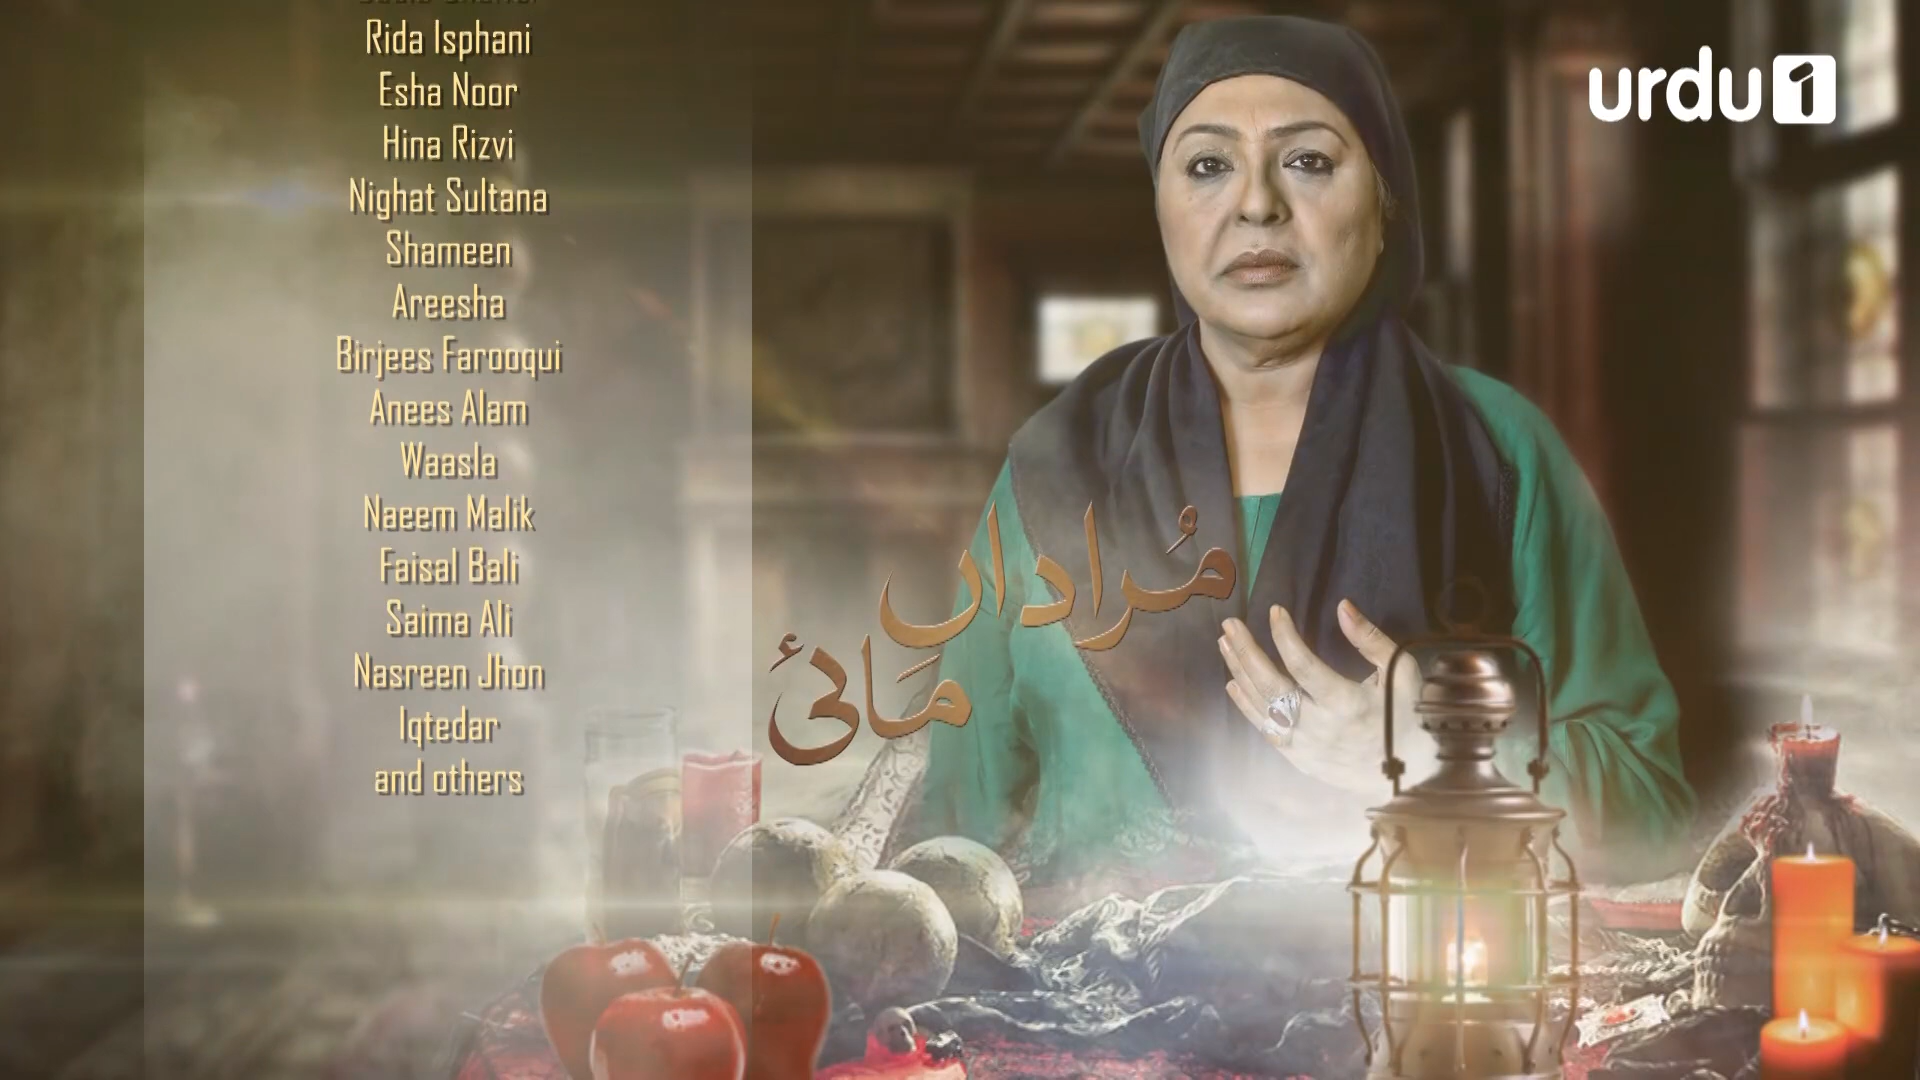 Rida Isphani
Esha Noor
Hina Rizvi
Nighat Sultana
Shameen
Areesha
Birjees Farooqui
Anees Alam
Waasla
Naeem Malik
Faisal Bali
Saima Ali
Nasreen Jhon
Iqtedar
and others
urdu1
مُراداں
مَائی